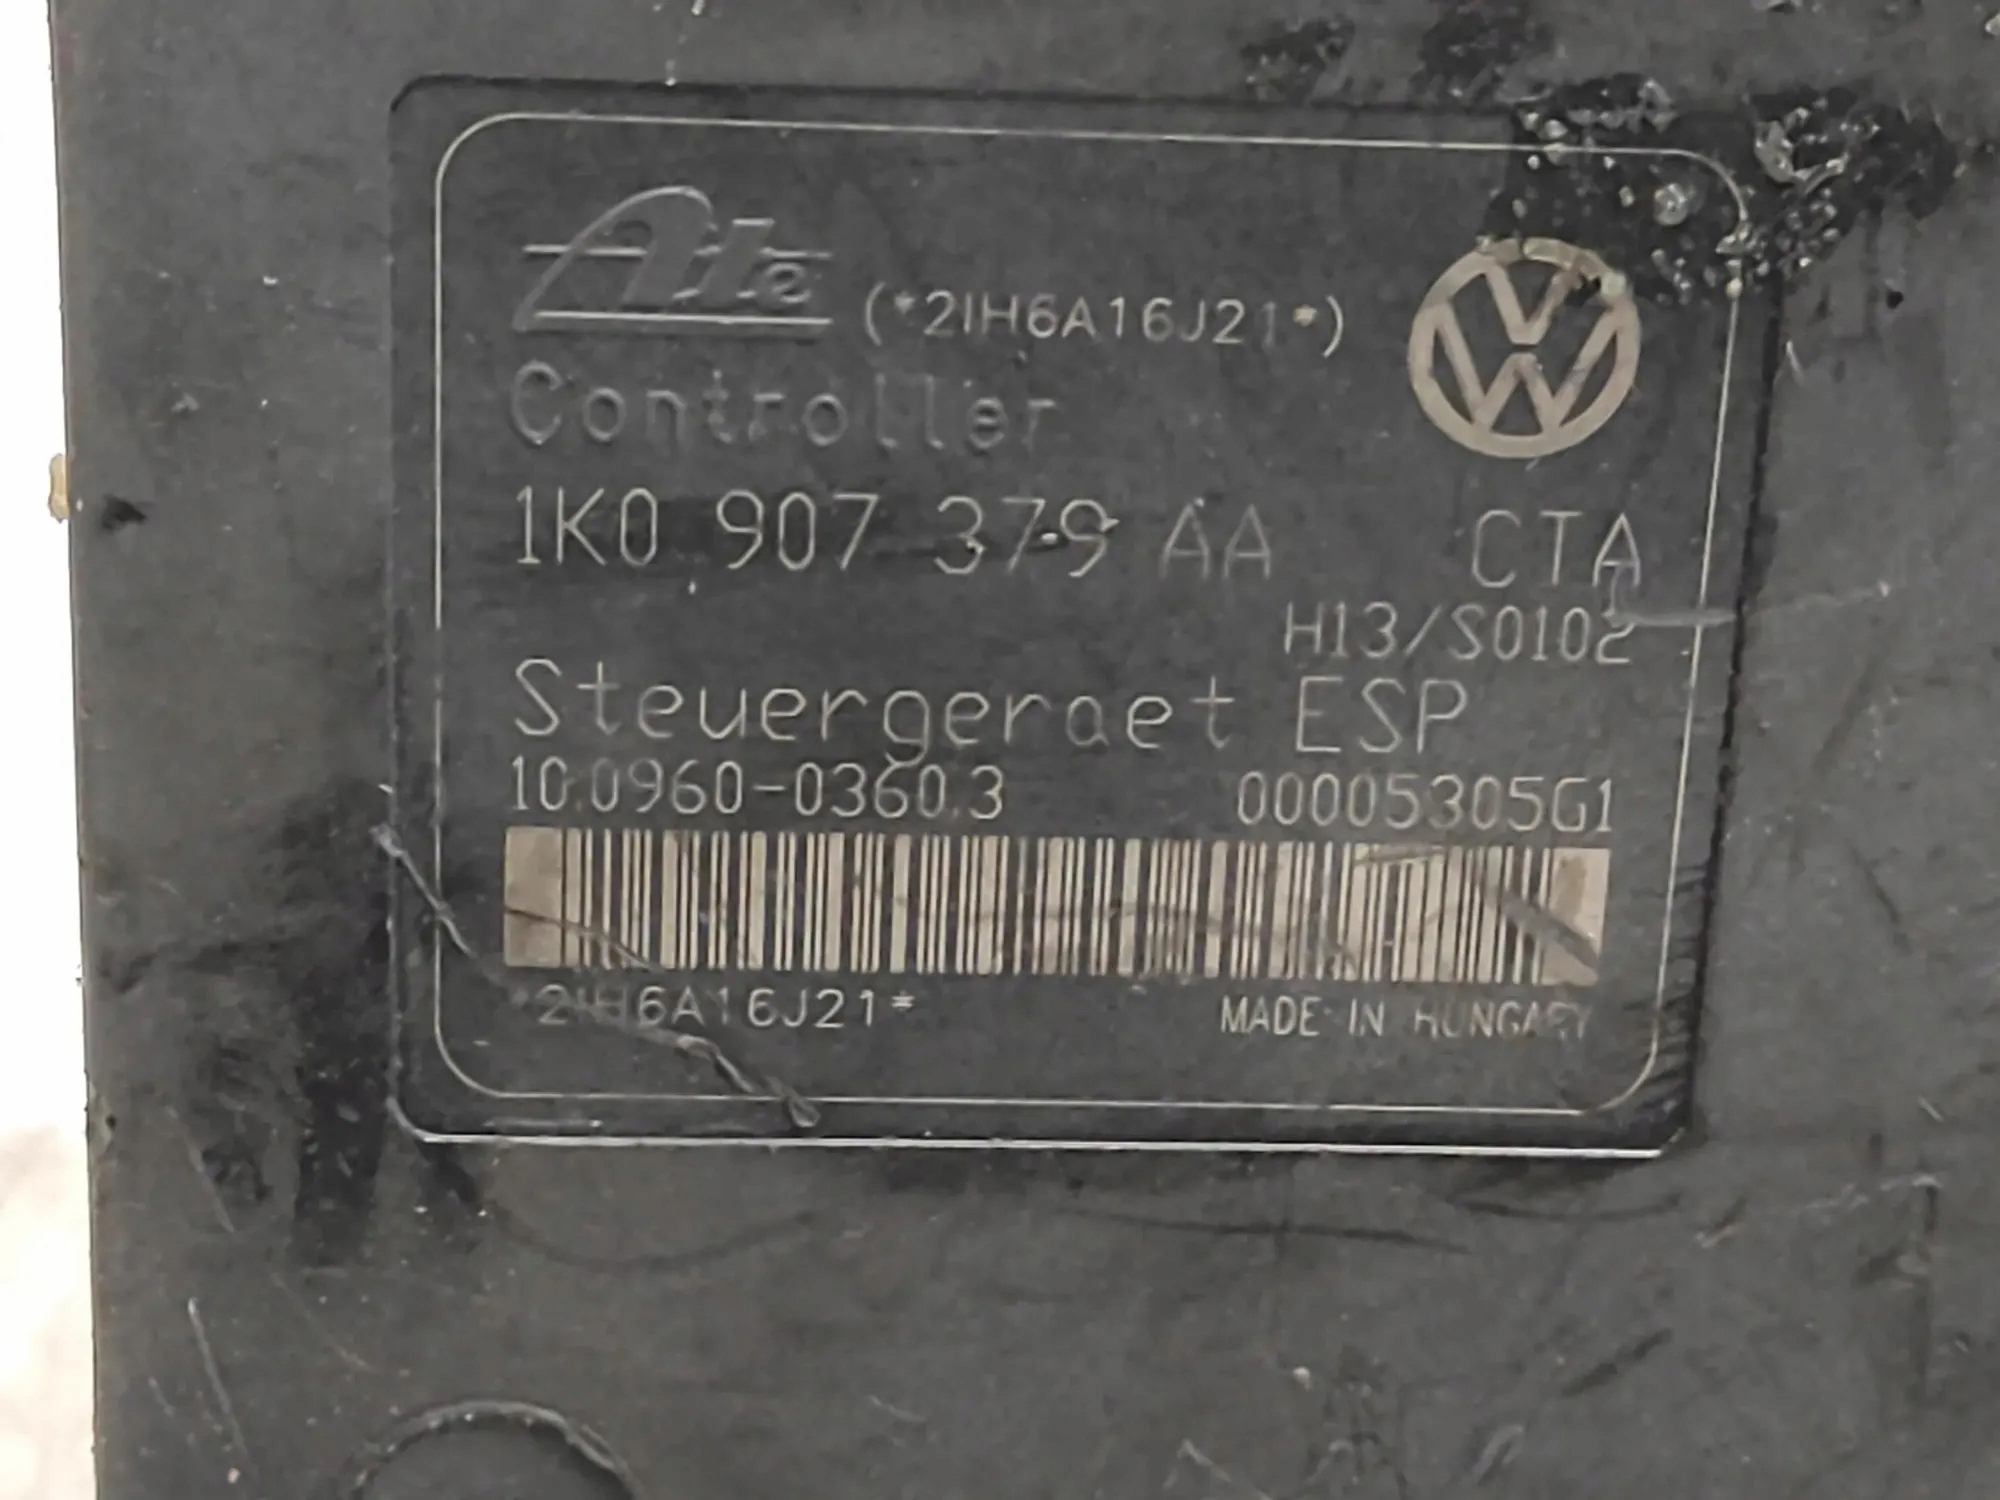 Ate (*2IH6A16J21*)
Controller
1K0 907 379 AA CTA
H13/S0102
Steuergeraet ESP
10.0960-0360.3 00005305G1
*2IH6A16J21* MADE IN HUNGARY